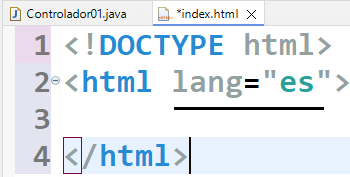 Controlador01.java *index.html
1 <!DOCTYPE html>
2 <html lang="es">
3
4 </html>